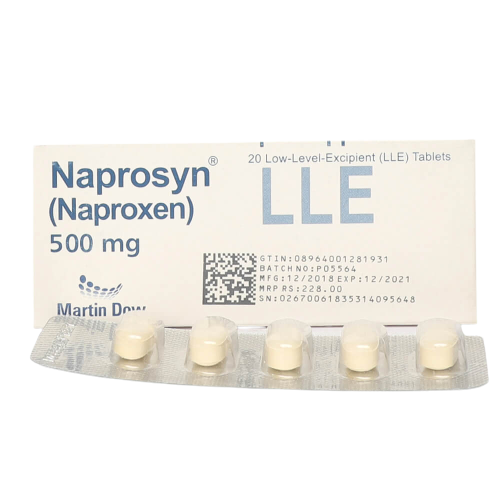 20 Low-Level-Excipient (LLE) Tablets
Naprosyn®
(Naproxen)
500 mg
LLE
GTIN:08964001281931
BATCH NO:P05564
MFG:12/2018 EXP:12/2021
MRP RS:228.00
SN:02670061835314095648
Martin Dow